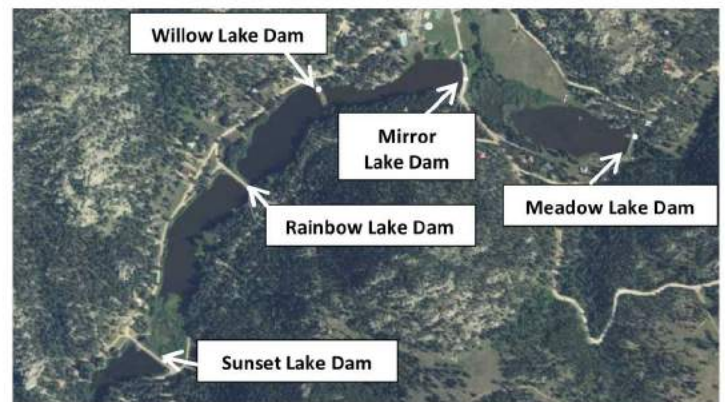 Willow Lake Dam
Mirror
Lake Dam
Meadow Lake Dam
Rainbow Lake Dam
Sunset Lake Dam